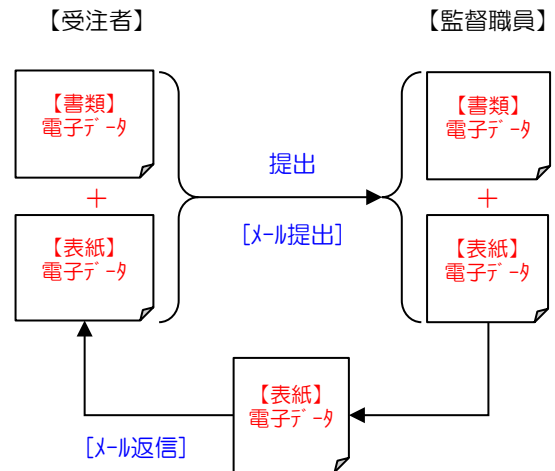 【受注者】
【監督職員】
【書類】
電子ﾃﾞｰﾀ
＋
【表紙】
電子ﾃﾞｰﾀ
提出
[ﾒｰﾙ提出]
【書類】
電子ﾃﾞｰﾀ
＋
【表紙】
電子ﾃﾞｰﾀ
【表紙】
電子ﾃﾞｰﾀ
[ﾒｰﾙ返信]